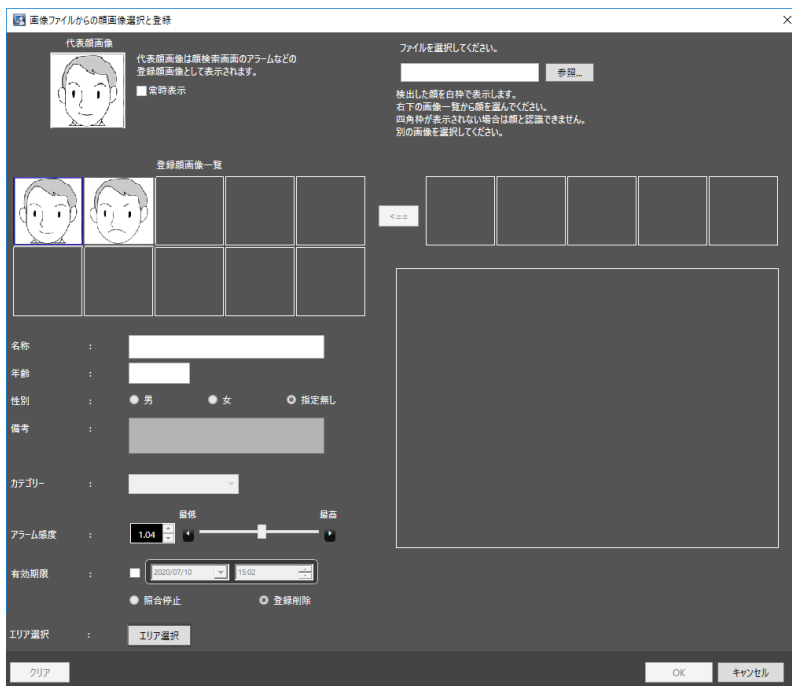 画像ファイルからの顔画像選択と登録
代表顔画像
代表顔画像は顔検索画面のアラームなどの
登録顔画像として表示されます。
常時表示
ファイルを選択してください。
参照...
検出した顔を白枠で表示します。
右下の画像一覧から顔を選んでください。
四角枠が表示されない場合は顔と認識できません。
別の画像を選択してください。
登録顔画像一覧
<==
名称 :
年齢 :
性別 : 男 女 指定無し
備考 :
カテゴリー :
最低 最高
アラーム感度 : 1.04
有効期限 : 2020/07/10 15:02
照合停止 登録削除
エリア選択 : エリア選択
クリア OK キャンセル